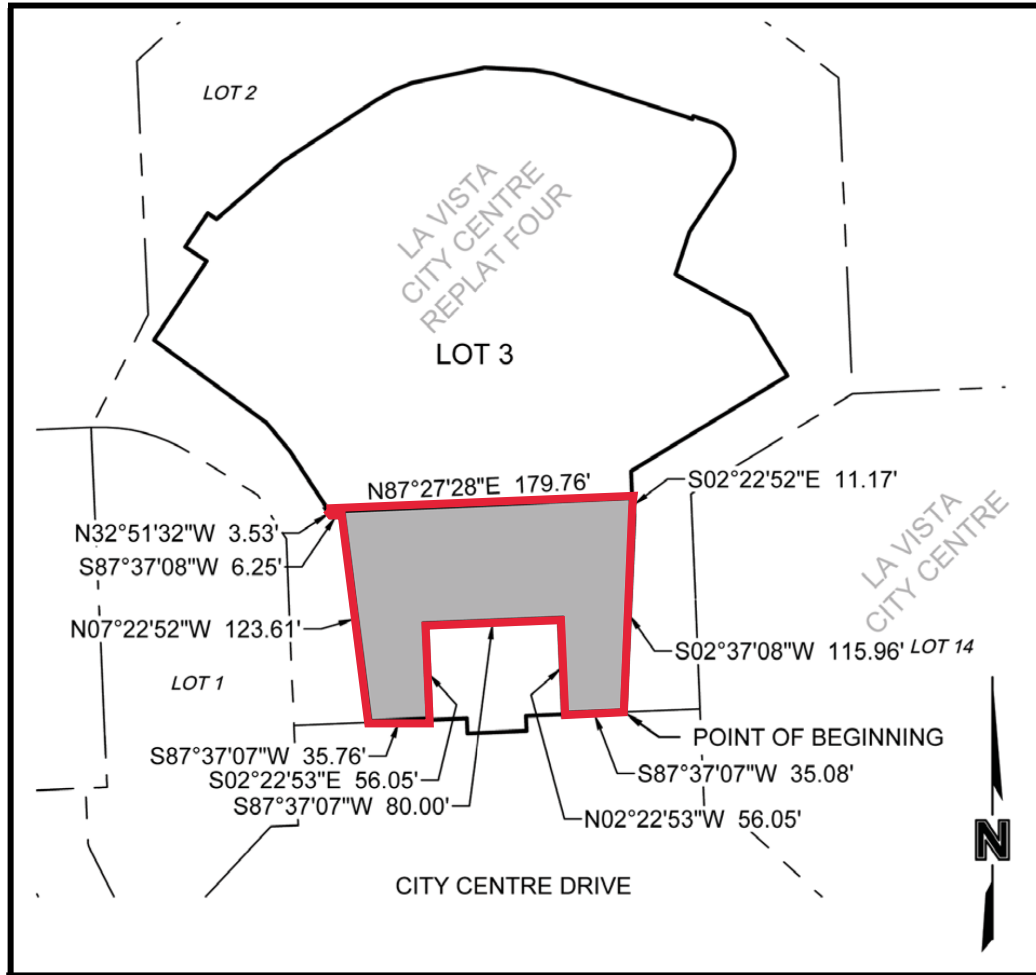 LOT 2
LA VISTA
CITY CENTRE
REPLAT FOUR
LOT 3
N87°27'28"E 179.76'
S02°22'52"E 11.17'
N32°51'32"W 3.53'
S87°37'08"W 6.25'
LA VISTA
CITY CENTRE
N07°22'52"W 123.61'
S02°37'08"W 115.96'
LOT 14
LOT 1
POINT OF BEGINNING
S87°37'07"W 35.76'
S02°22'53"E 56.05'
S87°37'07"W 35.08'
S87°37'07"W 80.00'
N02°22'53"W 56.05'
N
CITY CENTRE DRIVE